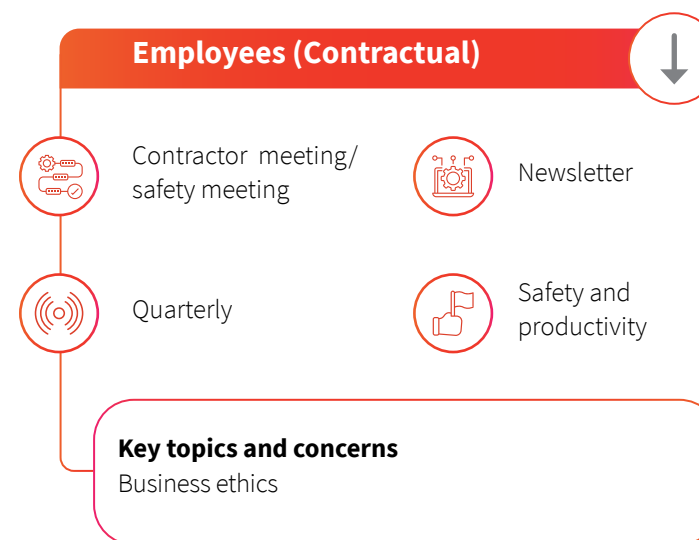 Employees (Contractual)
Contractor meeting/
safety meeting
Newsletter
Quarterly
Safety and
productivity
Key topics and concerns
Business ethics